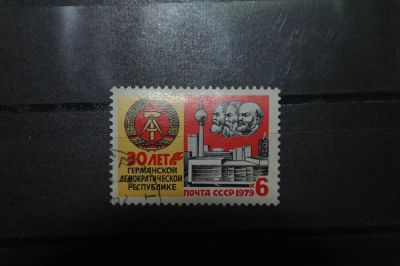 30 ЛЕТ
ГЕРМАНСКОЙ
ДЕМОКРАТИЧЕСКОЙ
РЕСПУБЛИКЕ
ПОЧТА СССР 1979
6